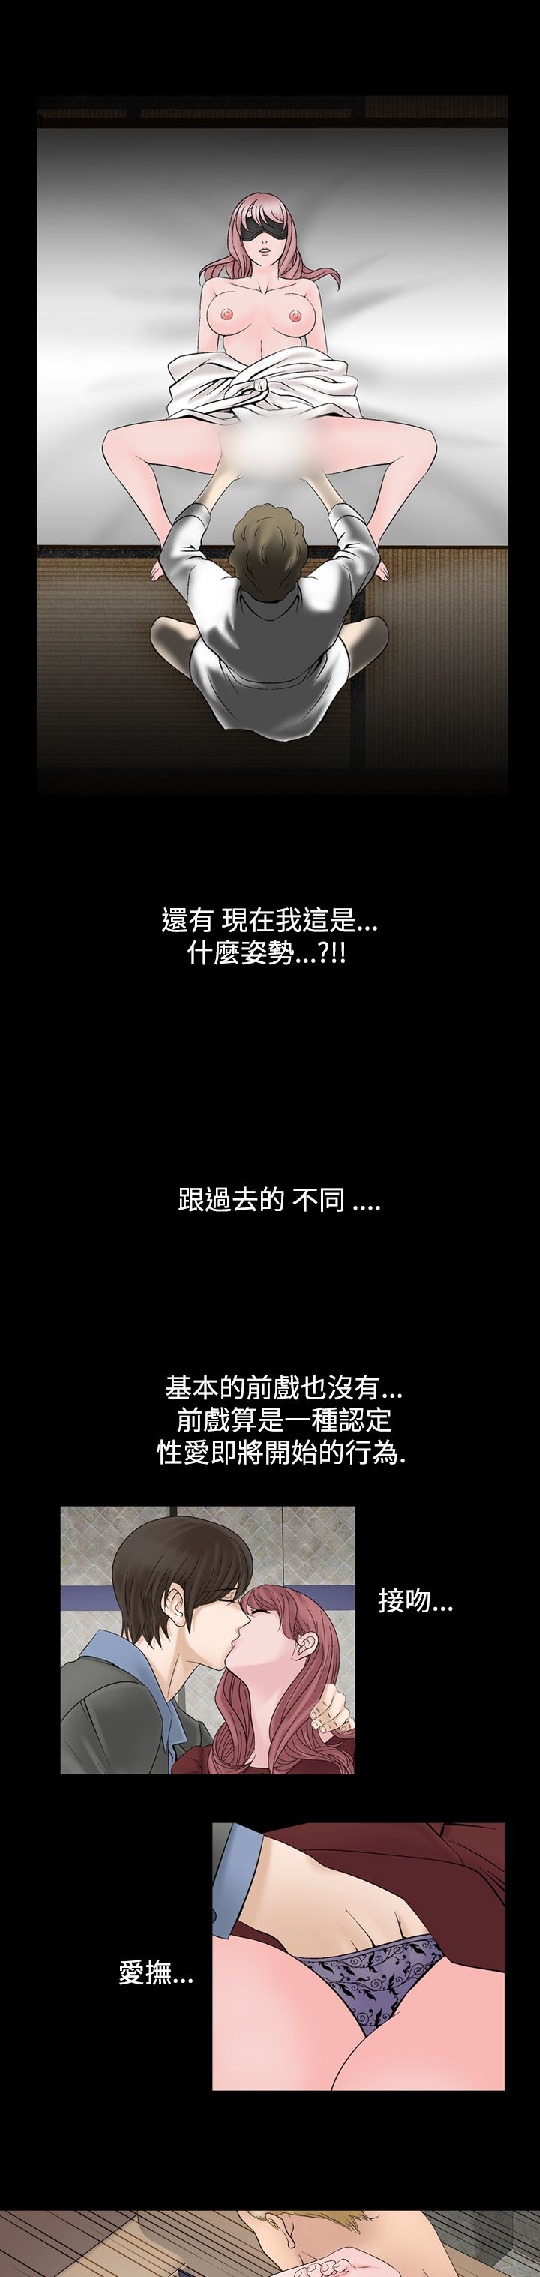 還有 現在我這是...
什麼姿勢...?!!
跟過去的 不同 ....
基本的前戲也沒有...
前戲算是一種認定
性愛即將開始的行為.
接吻...
愛撫...